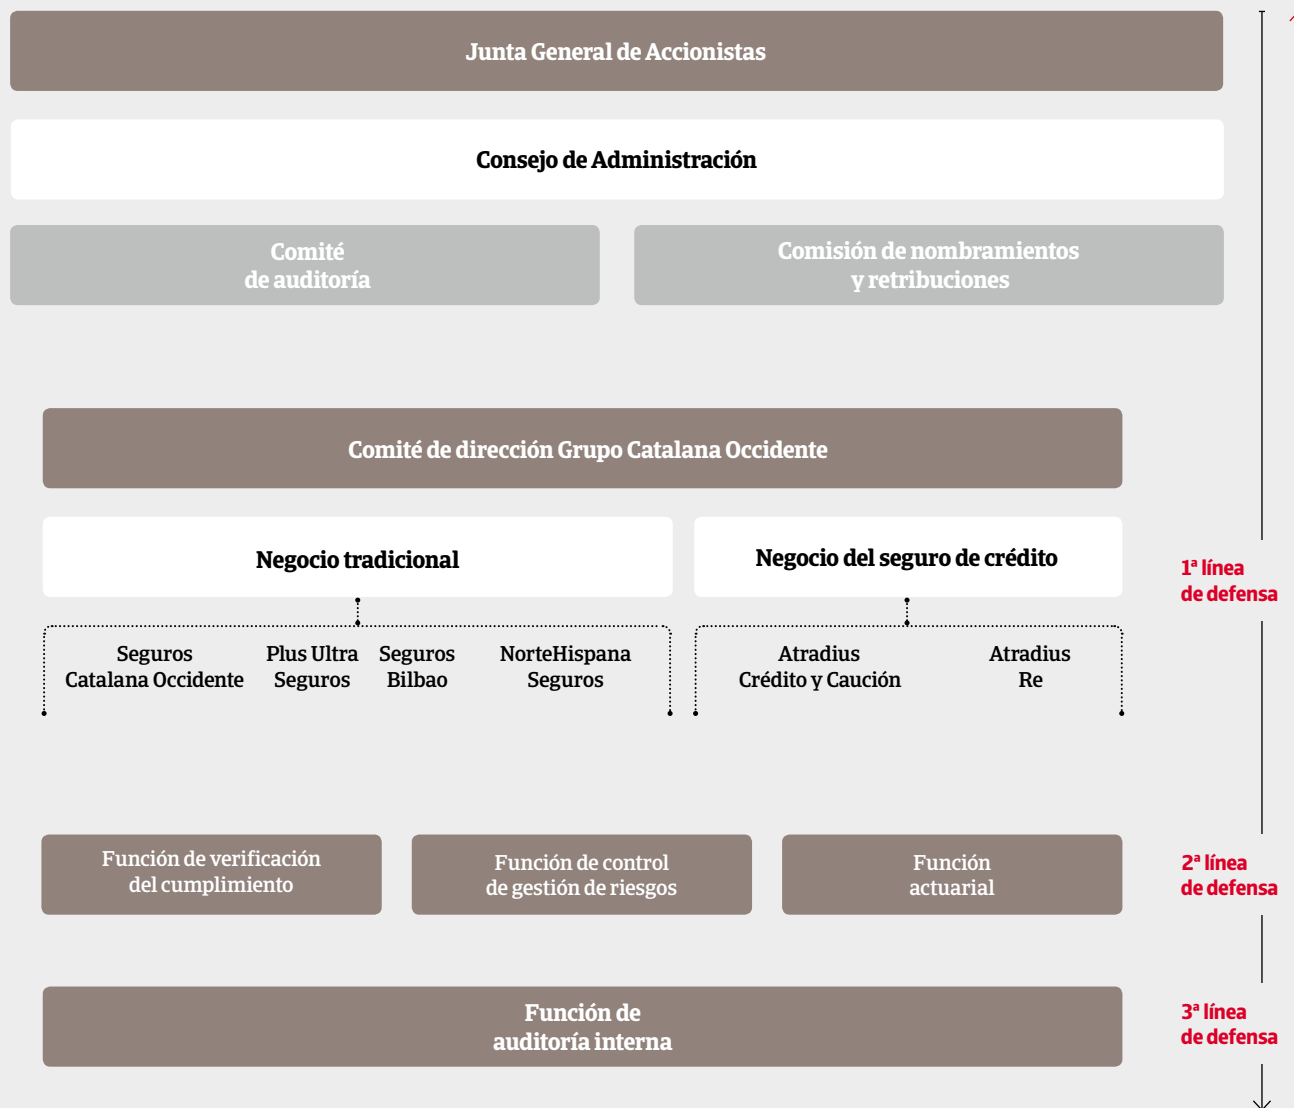 Junta General de Accionistas
Consejo de Administración
Comité
de auditoría
Comisión de nombramientos
y retribuciones
Comité de dirección Grupo Catalana Occidente
Negocio tradicional
Negocio del seguro de crédito
1ª línea
de defensa
Seguros
Catalana Occidente
Plus Ultra
Seguros
Seguros
Bilbao
NorteHispana
Seguros
Atradius
Crédito y Caución
Atradius
Re
Función de verificación
del cumplimiento
Función de control
de gestión de riesgos
Función
actuarial
2ª línea
de defensa
Función de
auditoría interna
3ª línea
de defensa